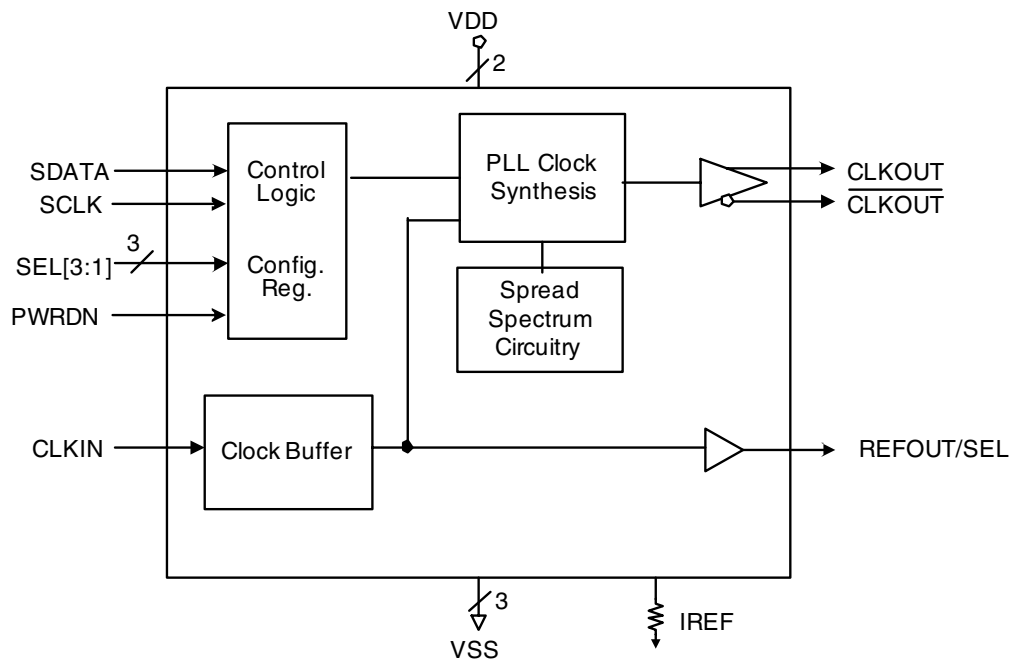 VDD
2
SDATA
SCLK
3
SEL[3:1]
PWRDN
Control
Logic
Config.
Reg.
PLL Clock
Synthesis
Spread
Spectrum
Circuitry
CLKOUT
CLKOUT
CLKIN
Clock Buffer
REFOUT/SEL
3
VSS
IREF